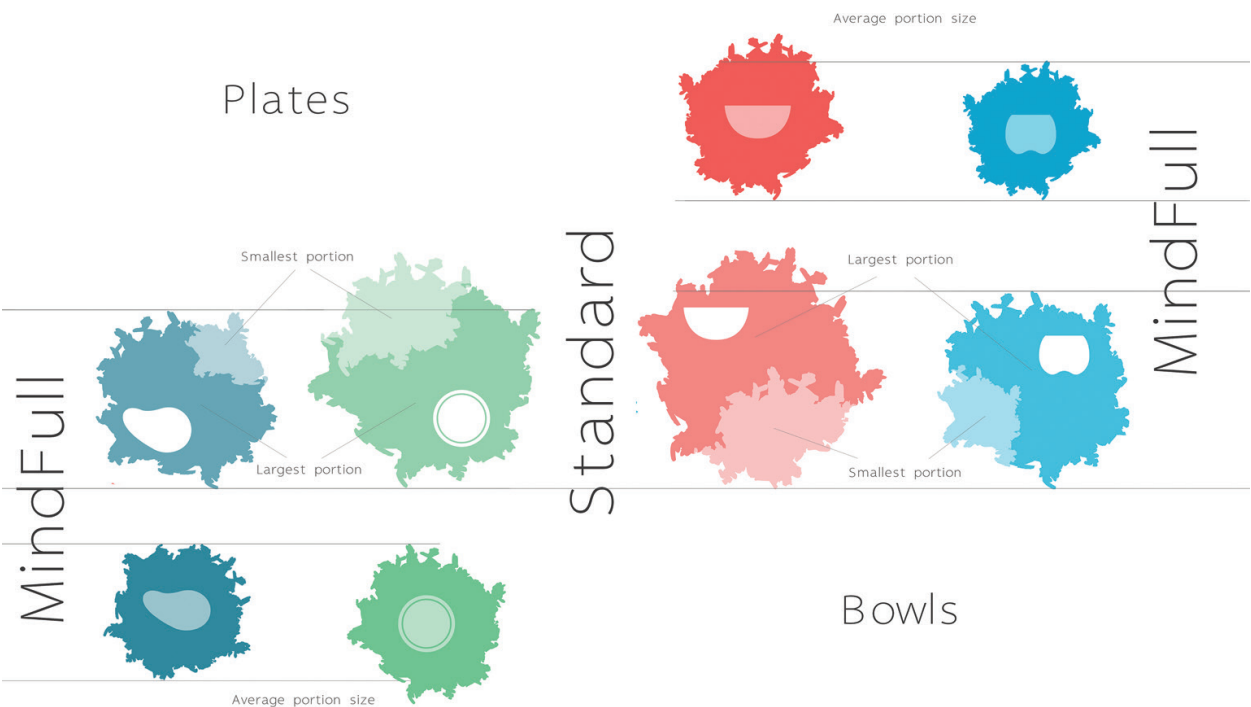 Average portion size
Plates
MindFull
Standard
Smallest portion
Largest portion
Largest portion
Smallest portion
MindFull
Bowls
Average portion size